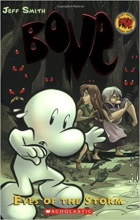 JEFF SMITH
BONE
EYES OF THE STORM
SCHOLASTIC